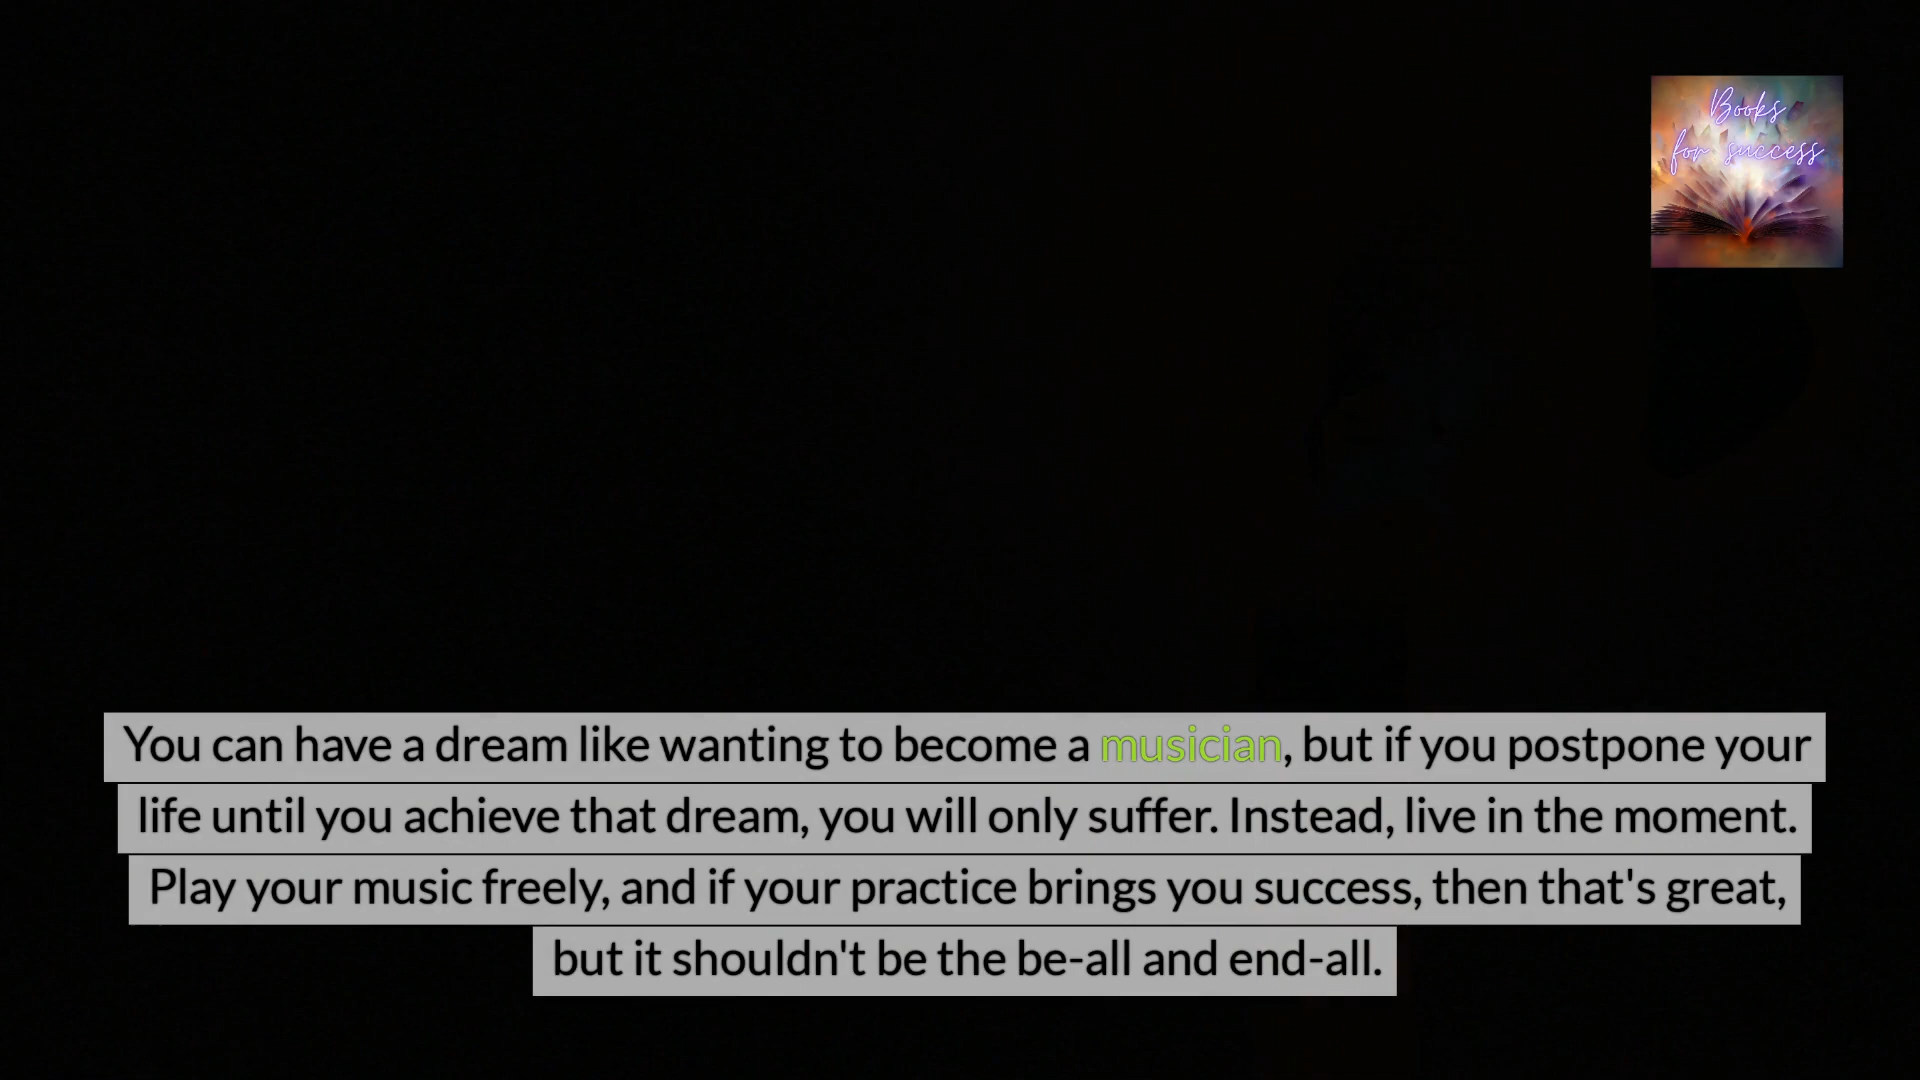 Books
for success
You can have a dream like wanting to become a musician, but if you postpone your
life until you achieve that dream, you will only suffer. Instead, live in the moment.
Play your music freely, and if your practice brings you success, then that's great,
but it shouldn't be the be-all and end-all.